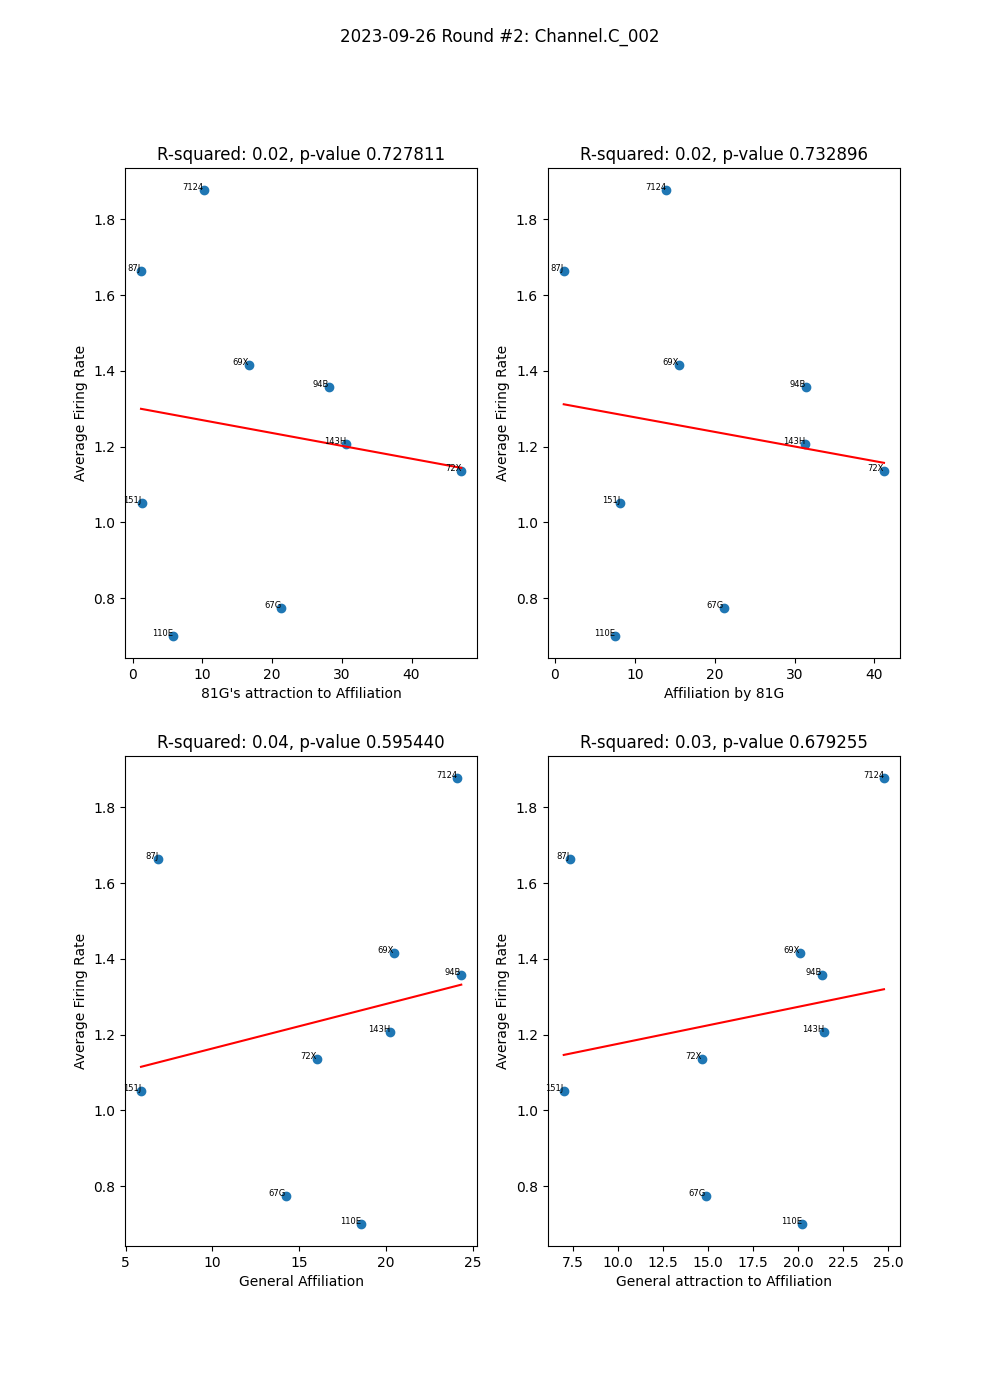 2023-09-26 Round #2: Channel.C_002
R-squared: 0.02, p-value 0.727811
Average Firing Rate
1.8
1.6
1.4
1.2
1.0
0.8
7124
87J
69X
94B
143H
72X
151J
67G
110E
0 10 20 30 40
81G's attraction to Affiliation
R-squared: 0.02, p-value 0.732896
Average Firing Rate
1.8
1.6
1.4
1.2
1.0
0.8
7124
87J
69X
94B
143H
72X
151J
67G
110E
0 10 20 30 40
Affiliation by 81G
R-squared: 0.04, p-value 0.595440
Average Firing Rate
1.8
1.6
1.4
1.2
1.0
0.8
7124
87J
69X
94B
143H
72X
151J
67G
110E
5 10 15 20 25
General Affiliation
R-squared: 0.03, p-value 0.679255
Average Firing Rate
1.8
1.6
1.4
1.2
1.0
0.8
7124
87J
69X
94B
143H
72X
151J
67G
110E
7.5 10.0 12.5 15.0 17.5 20.0 22.5 25.0
General attraction to Affiliation